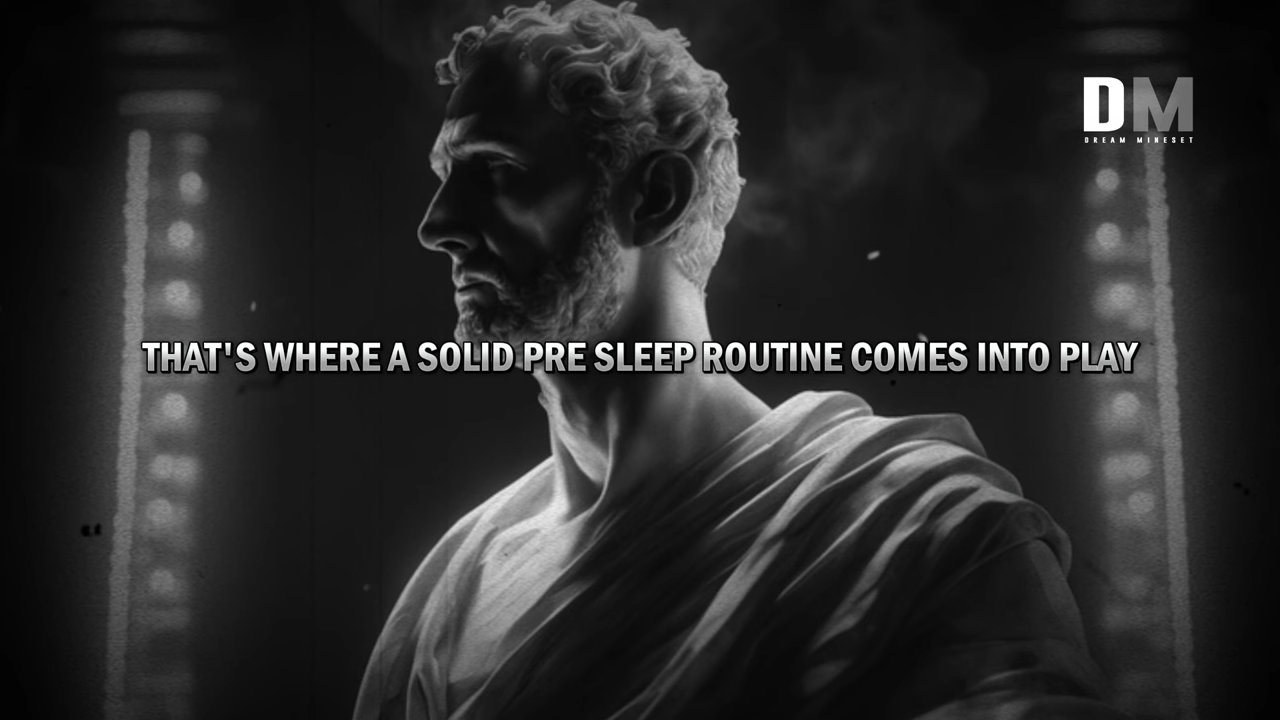 DM
DREAM MINESET
THAT'S WHERE A SOLID PRE SLEEP ROUTINE COMES INTO PLAY